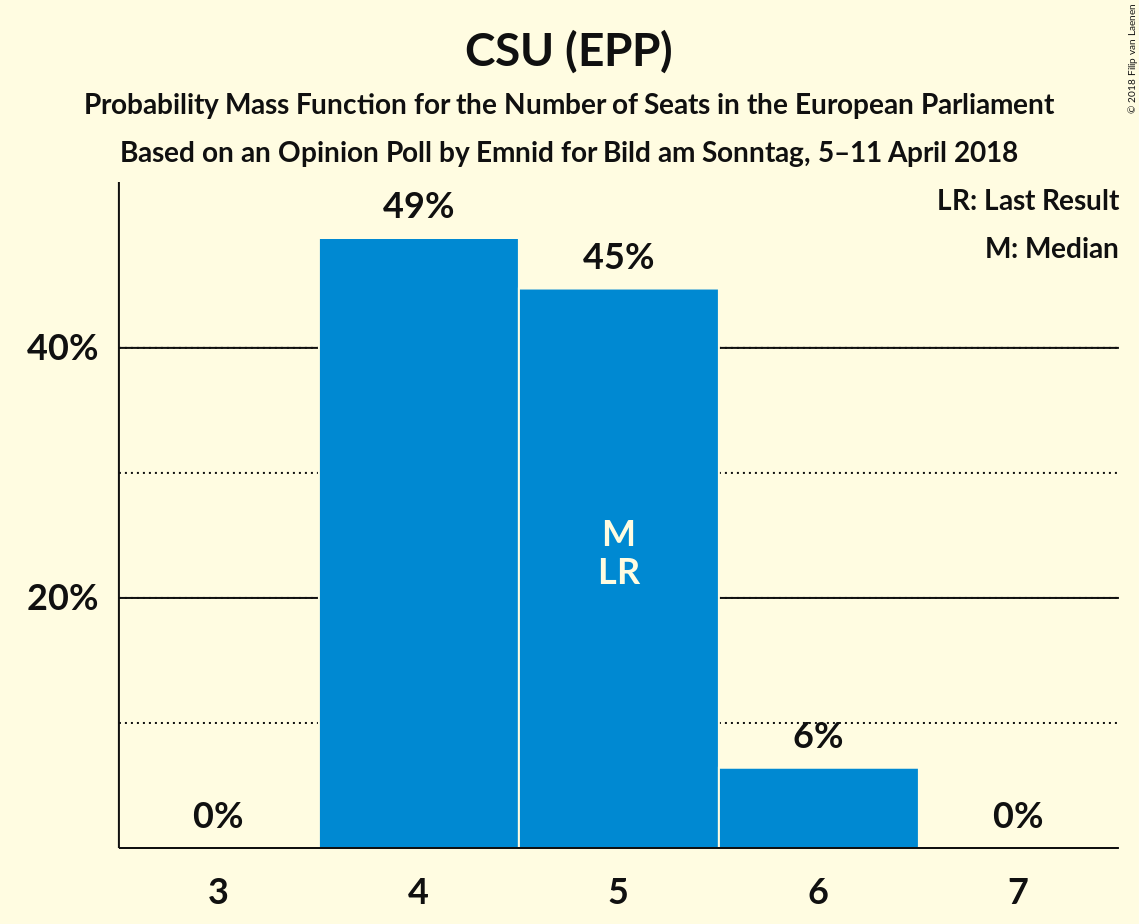 CSU (EPP)
Probability Mass Function for the Number of Seats in the European Parliament
Based on an Opinion Poll by Emnid for Bild am Sonntag, 5–11 April 2018
© 2018 Filip van Laenen
LR: Last Result
M: Median
49%
45%
40%
M
LR
20%
6%
0%
0%
3 4 5 6 7